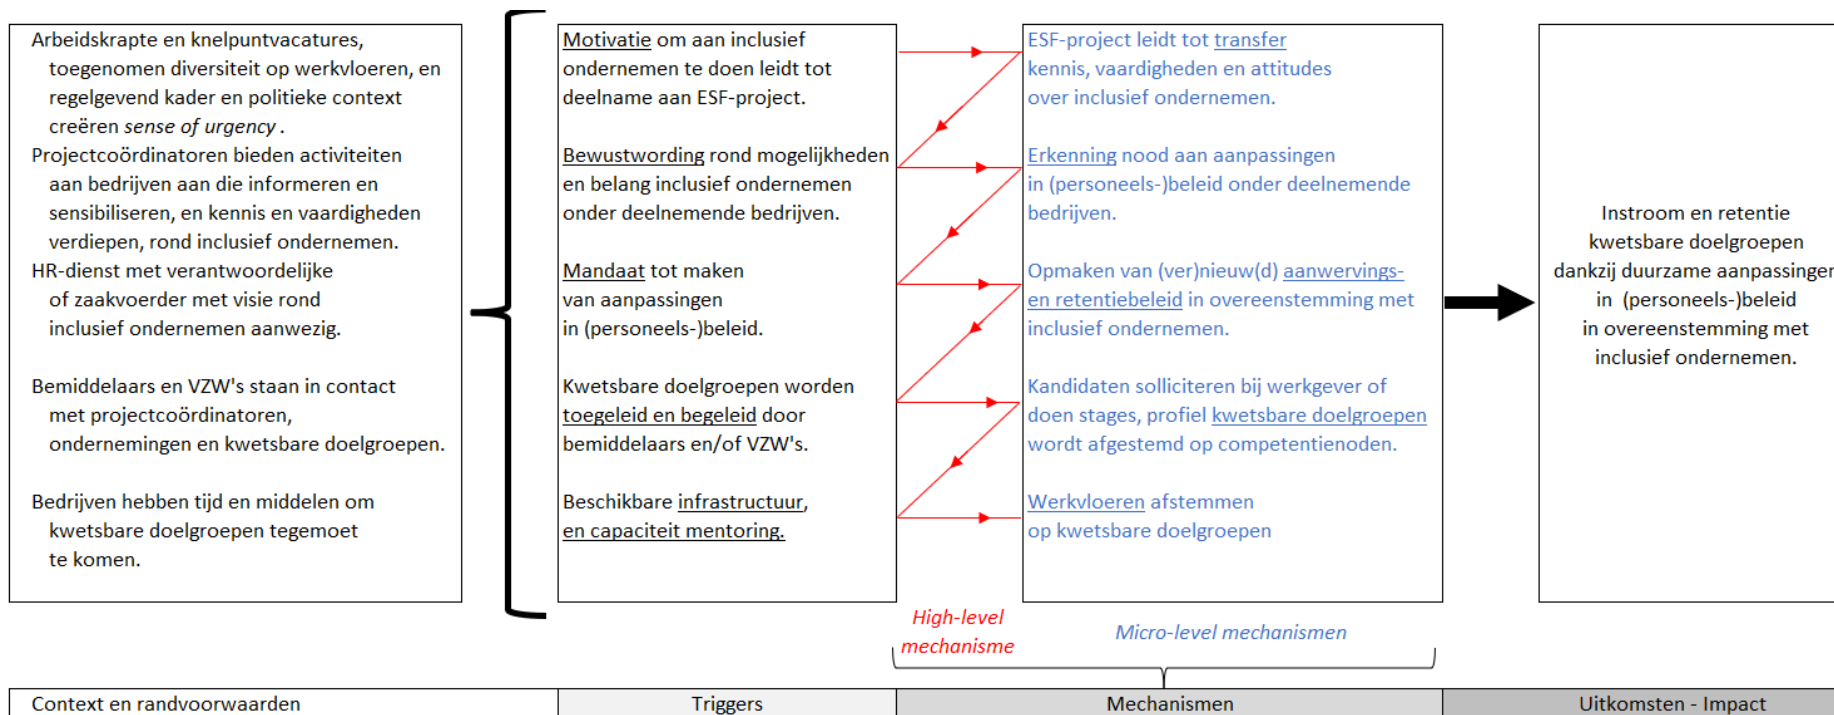 Arbeidskrapte en knelpuntvacatures,
toegenomen diversiteit op werkvloeren, en
regelgevend kader en politieke context
creëren sense of urgency .
Projectcoördinatoren bieden activiteiten
aan bedrijven aan die informeren en
sensibiliseren, en kennis en vaardigheden
verdiepen, rond inclusief ondernemen.
HR-dienst met verantwoordelijke
of zaakvoerder met visie rond
inclusief ondernemen aanwezig.
Bemiddelaars en VZW's staan in contact
met projectcoördinatoren,
ondernemingen en kwetsbare doelgroepen.
Bedrijven hebben tijd en middelen om
kwetsbare doelgroepen tegemoet
te komen.
Motivatie om aan inclusief
ondernemen te doen leidt tot
deelname aan ESF-project.
Bewustwording rond mogelijkheden
en belang inclusief ondernemen
onder deelnemende bedrijven.
Mandaat tot maken
van aanpassingen
in (personeels-)beleid.
Kwetsbare doelgroepen worden
toegeleid en begeleid door
bemiddelaars en/of VZW's.
Beschikbare infrastructuur,
en capaciteit mentoring.
ESF-project leidt tot transfer
kennis, vaardigheden en attitudes
over inclusief ondernemen.
Erkenning nood aan aanpassingen
in (personeels-)beleid onder deelnemende
bedrijven.
Opmaken van (ver)nieuw(d) aanwervings-
en retentiebeleid in overeenstemming met
inclusief ondernemen.
Kandidaten solliciteren bij werkgever of
doen stages, profiel kwetsbare doelgroepen
wordt afgestemd op competentienoden.
Werkvloeren afstemmen
op kwetsbare doelgroepen
Instroom en retentie
kwetsbare doelgroepen
dankzij duurzame aanpassingen
in (personeels-)beleid
in overeenstemming met
inclusief ondernemen.
High-level
mechanisme
Micro-level mechanismen
Context en randvoorwaarden
Triggers
Mechanismen
Uitkomsten - Impact